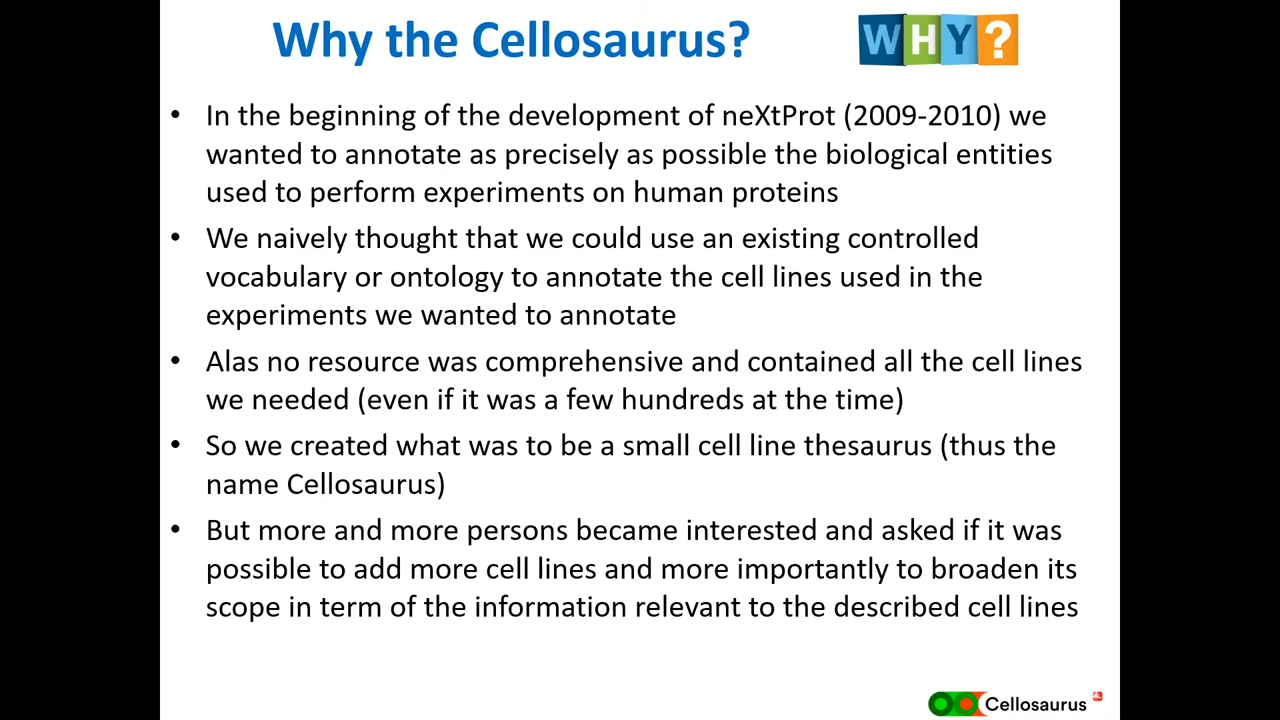 Why the Cellosaurus?
WHY?
• In the beginning of the development of neXtProt (2009-2010) we
wanted to annotate as precisely as possible the biological entities
used to perform experiments on human proteins
• We naively thought that we could use an existing controlled
vocabulary or ontology to annotate the cell lines used in the
experiments we wanted to annotate
• Alas no resource was comprehensive and contained all the cell lines
we needed (even if it was a few hundreds at the time)
• So we created what was to be a small cell line thesaurus (thus the
name Cellosaurus)
• But more and more persons became interested and asked if it was
possible to add more cell lines and more importantly to broaden its
scope in term of the information relevant to the described cell lines
Cellosaurus